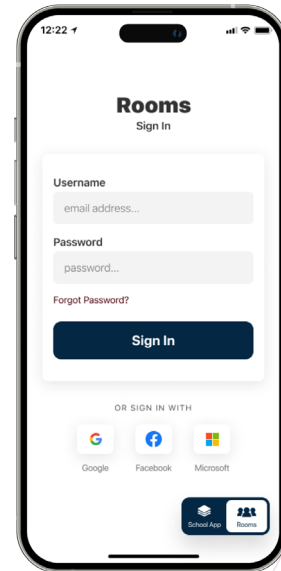 12:22
Rooms
Sign In
Username
email address...
Password
password...
Forgot Password?
Sign In
OR SIGN IN WITH
Google Facebook Microsoft
School App Rooms